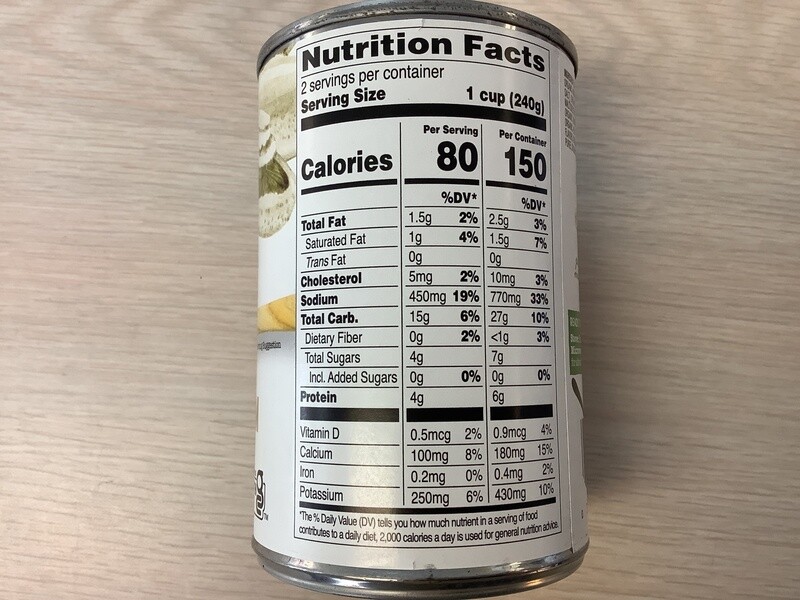 Nutrition Facts
2 servings per container
Serving Size 1 cup (240g)
Per Serving Per Container
Calories 80 150
%DV* %DV*
Total Fat 1.5g 2% 2.5g 3%
Saturated Fat 1g 4% 1.5g 7%
Trans Fat 0g 0g
Cholesterol 5mg 2% 10mg 3%
Sodium 450mg 19% 770mg 33%
Total Carb. 15g 6% 27g 10%
Dietary Fiber 0g 2% <1g 3%
Total Sugars 4g 7g
Incl. Added Sugars 0g 0% 0g 0%
Protein 4g 6g
Vitamin D 0.5mcg 2% 0.9mcg 4%
Calcium 100mg 8% 180mg 15%
Iron 0.2mg 0% 0.4mg 2%
Potassium 250mg 6% 430mg 10%
*The % Daily Value (DV) tells you how much nutrient in a serving of food
contributes to a daily diet, 2,000 calories a day is used for general nutrition advice.